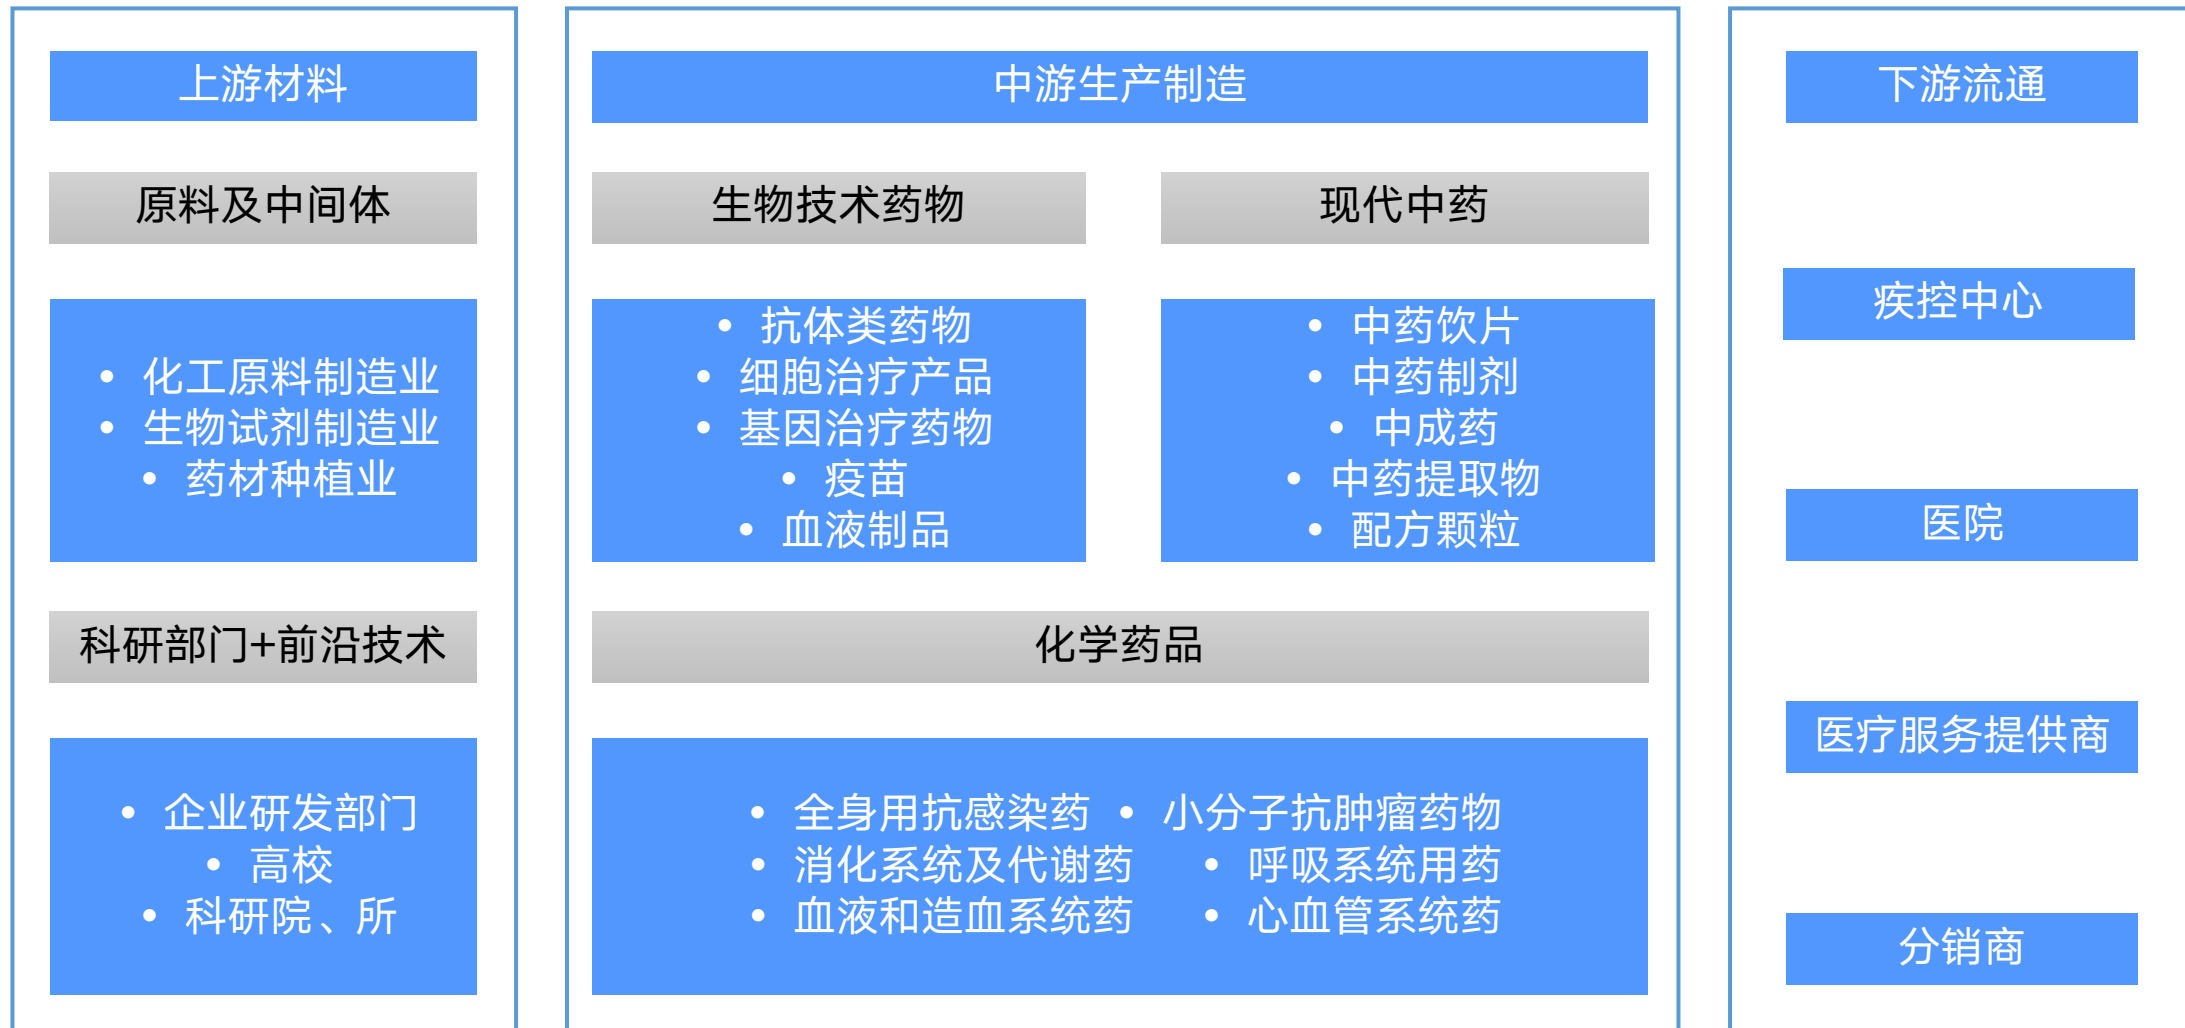 上游材料
原料及中间体
• 化工原料制造业
• 生物试剂制造业
• 药材种植业
科研部门+前沿技术
• 企业研发部门
• 高校
• 科研院、所
中游生产制造
生物技术药物
• 抗体类药物
• 细胞治疗产品
• 基因治疗药物
• 疫苗
• 血液制品
现代中药
• 中药饮片
• 中药制剂
• 中成药
• 中药提取物
• 配方颗粒
化学药品
• 全身用抗感染药 • 小分子抗肿瘤药物
• 消化系统及代谢药 • 呼吸系统用药
• 血液和造血系统药 • 心血管系统药
下游流通
疾控中心
医院
医疗服务提供商
分销商